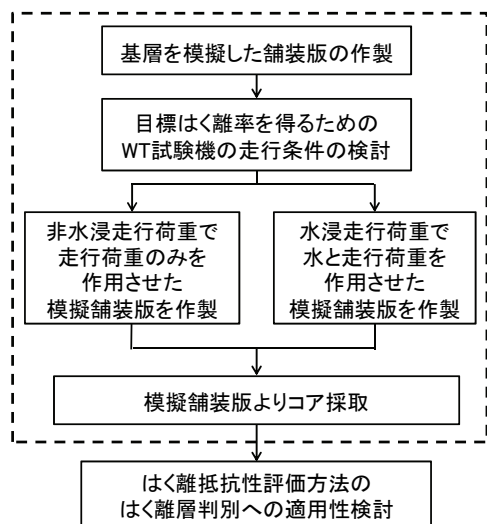 基層を模擬した舗装版の作製
目標はく離率を得るための
WT試験機の走行条件の検討
非水浸走行荷重で
走行荷重のみを
作用させた
模擬舗装版を作製
水浸走行荷重で
水と走行荷重を
作用させた
模擬舗装版を作製
模擬舗装版よりコア採取
はく離抵抗性評価方法の
はく離層判別への適用性検討